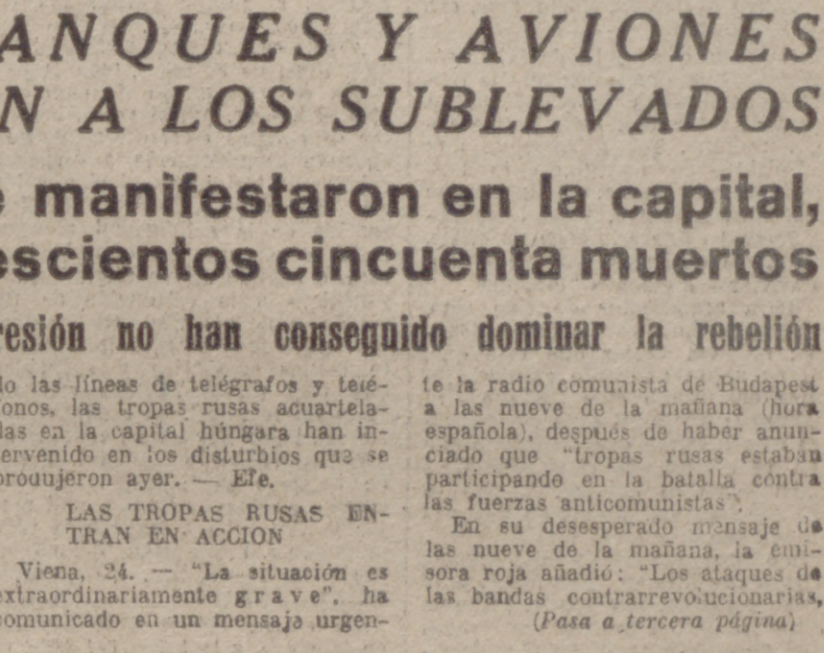 ANQUES Y AVIONES
N A LOS SUBLEVADOS
e manifestaron en la capital,
escientos cincuenta muertos
resión no han conseguido dominar la rebelión
do las líneas de telégrafos y telé-
onos, las tropas rusas acuartela-
das en la capital húngara han in-
ervenido en los disturbios que se
produjeron ayer. — Efe.
LAS TROPAS RUSAS EN-
TRAN EN ACCION
Viena, 24. — "La situación es
extraordinariamente grave", ha
comunicado en un mensaje urgen-
te la radio comunista de Budapest
a las nueve de la mañana (hora
española), después de haber anun-
ciado que "tropas rusas estaban
participando en la batalla contra
las fuerzas anticomunistas".
En su desesperado mensaje de
las nueve de la mañana, la emi-
sora roja añadió: "Los ataques de
las bandas contrarrevolucionarias,
(Pasa a tercera página)